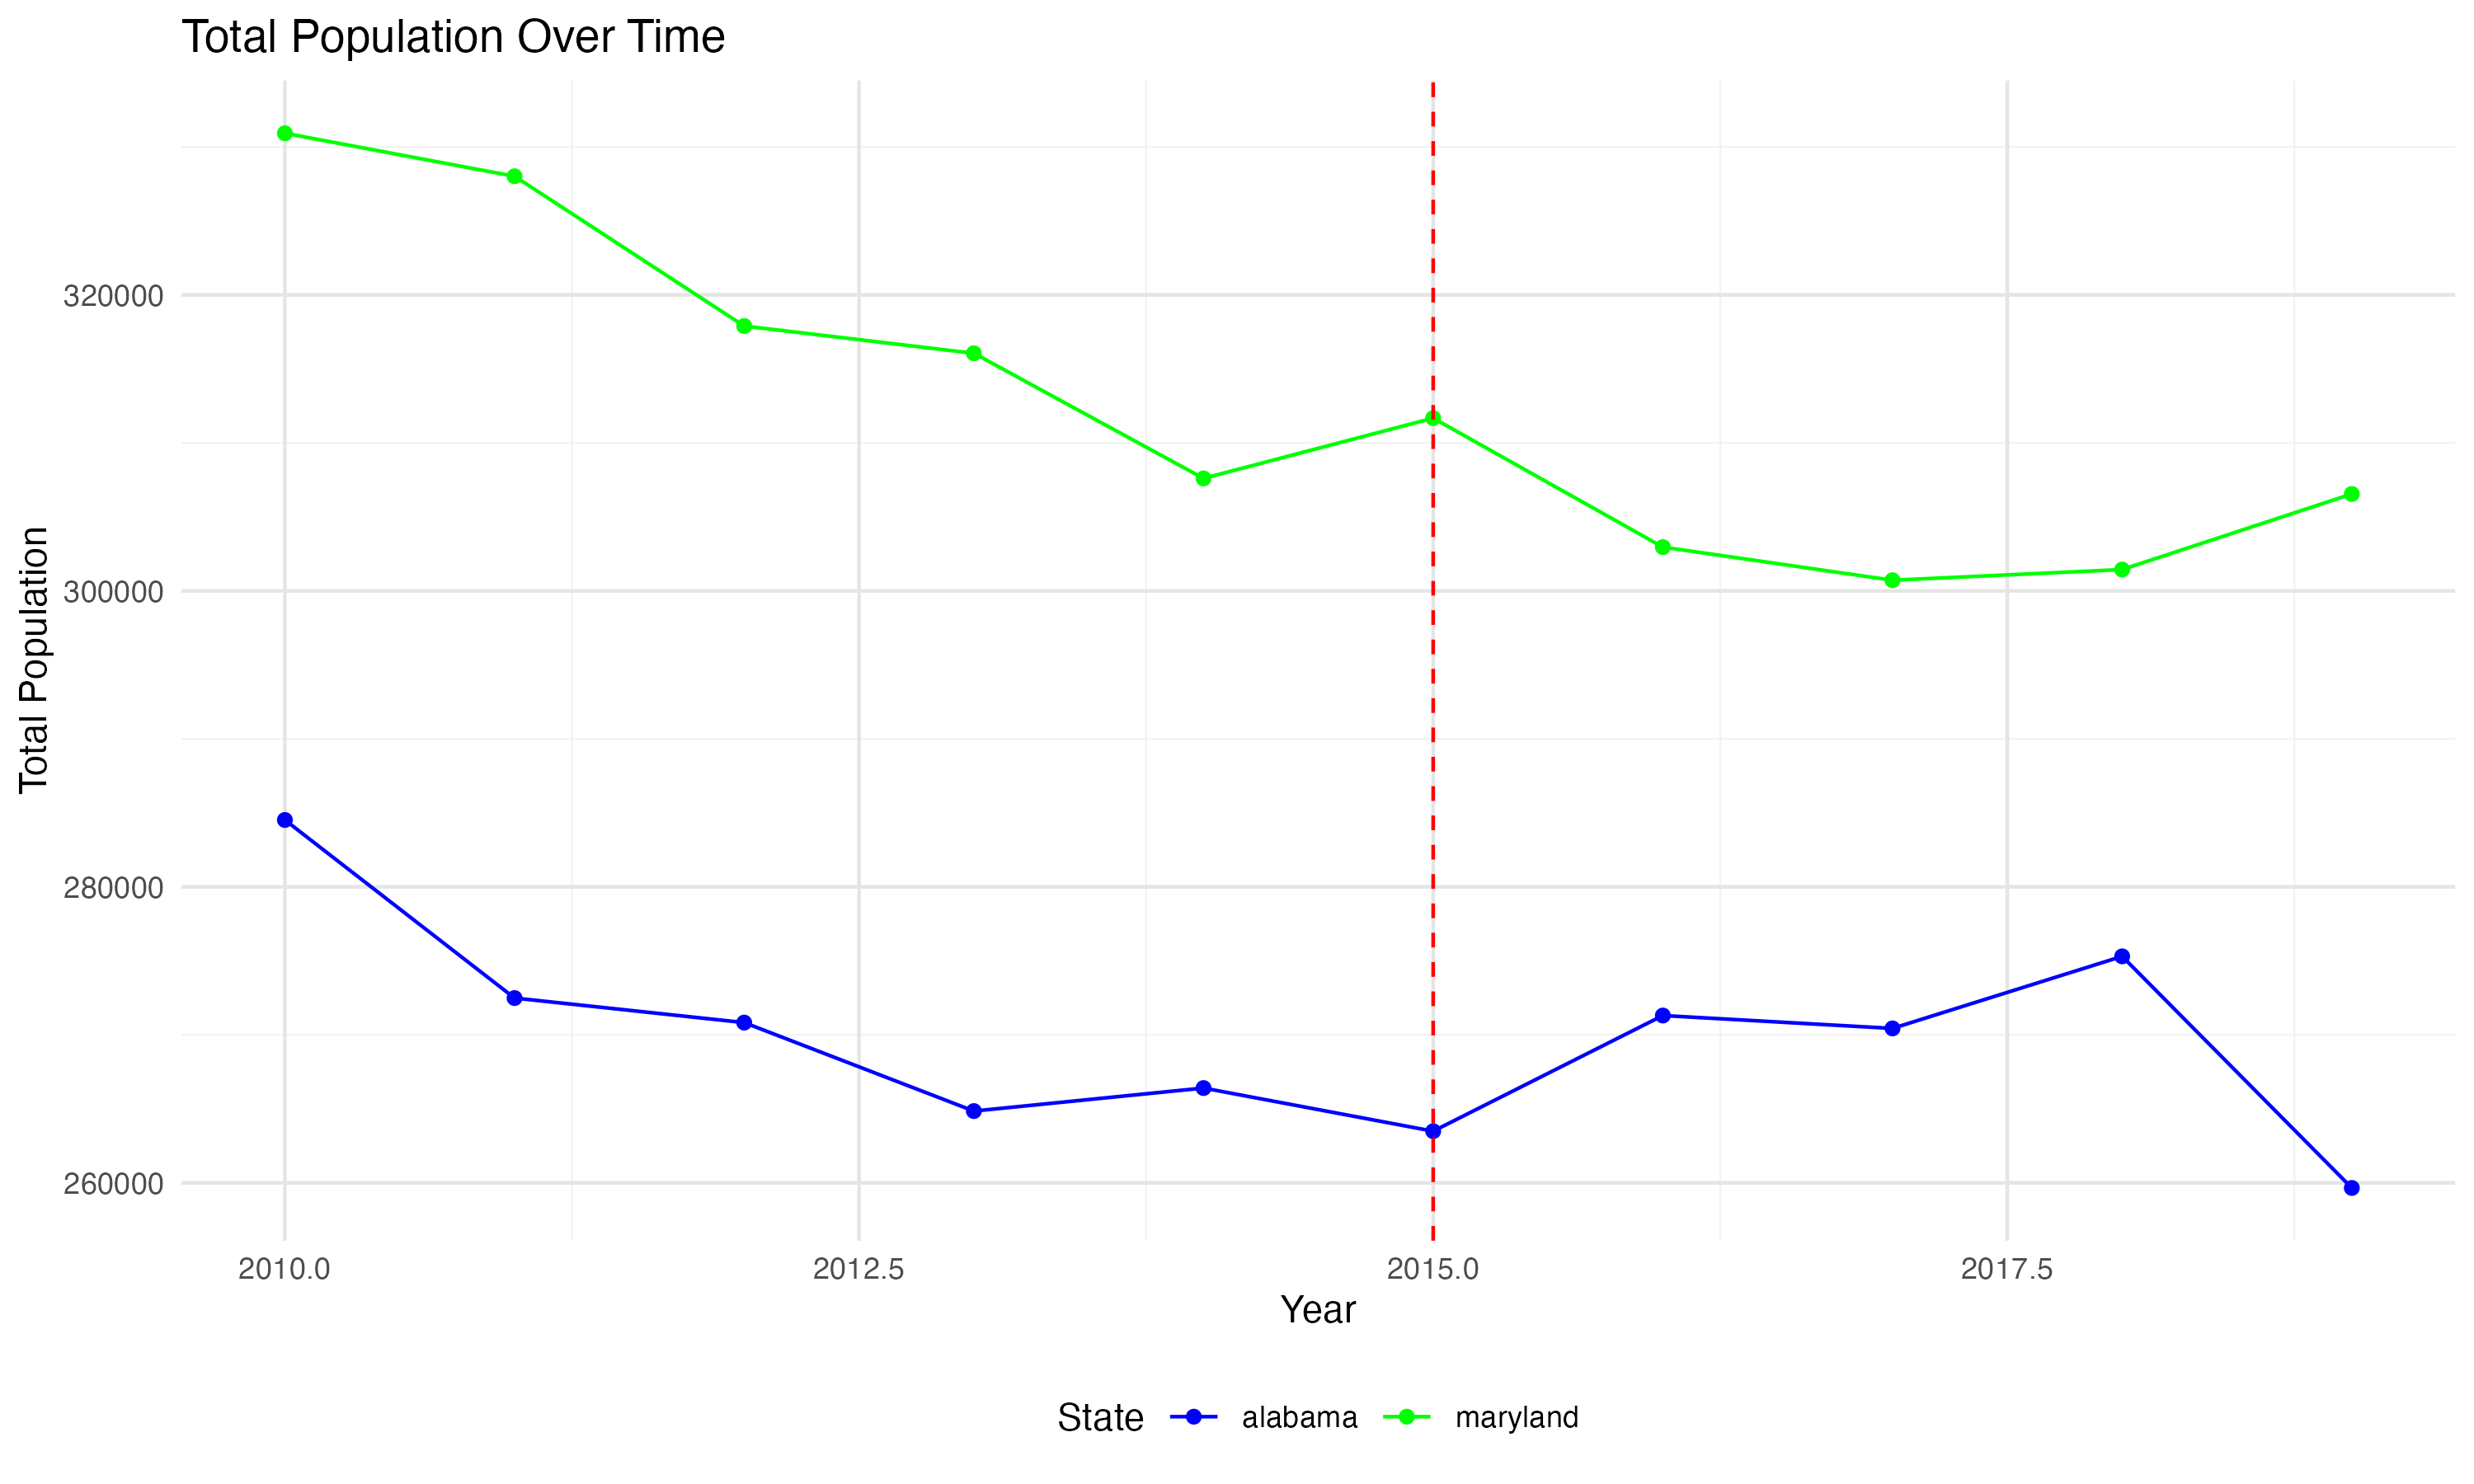 Total Population Over Time
Total Population
320000
300000
280000
260000
2010.0 2012.5 2015.0 2017.5
Year
State alabama maryland